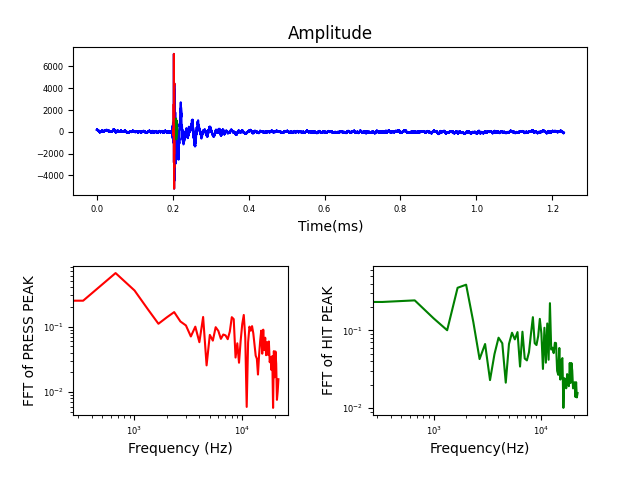 Amplitude
6000
4000
2000
0
−2000
−4000
0.0 0.2 0.4 0.6 0.8 1.0 1.2
Time(ms)
FFT of PRESS PEAK
10⁻¹
10⁻²
10³ 10⁴
Frequency (Hz)
FFT of HIT PEAK
10⁻¹
10⁻²
10³ 10⁴
Frequency(Hz)